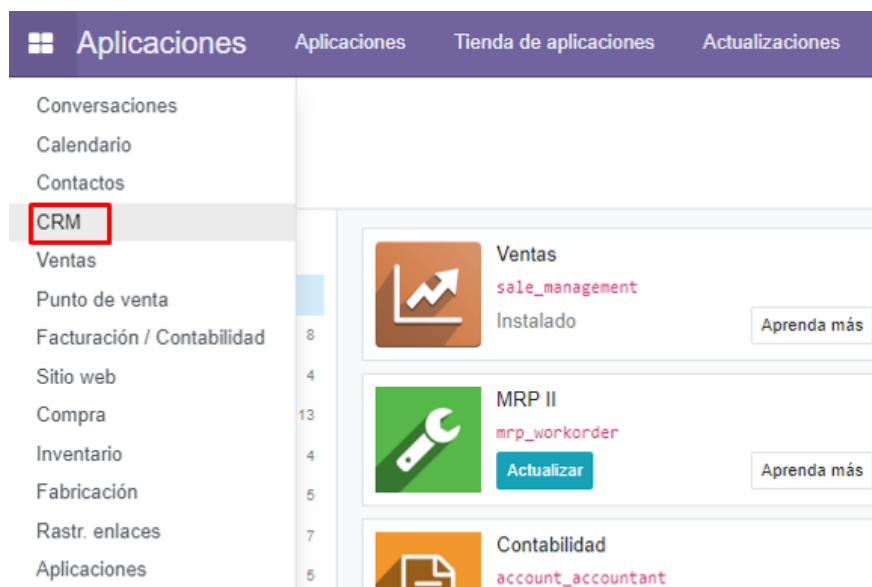 Aplicaciones Aplicaciones Tienda de aplicaciones Actualizaciones
Conversaciones
Calendario
Contactos
CRM
Ventas
Punto de venta
Facturación / Contabilidad
Sitio web
Compra
Inventario
Fabricación
Rastr. enlaces
Aplicaciones
8
4
13
4
5
7
5
Ventas
sale_management
Instalado
Aprenda más
MRP II
mrp_workorder
Actualizar
Aprenda más
Contabilidad
account_accountant